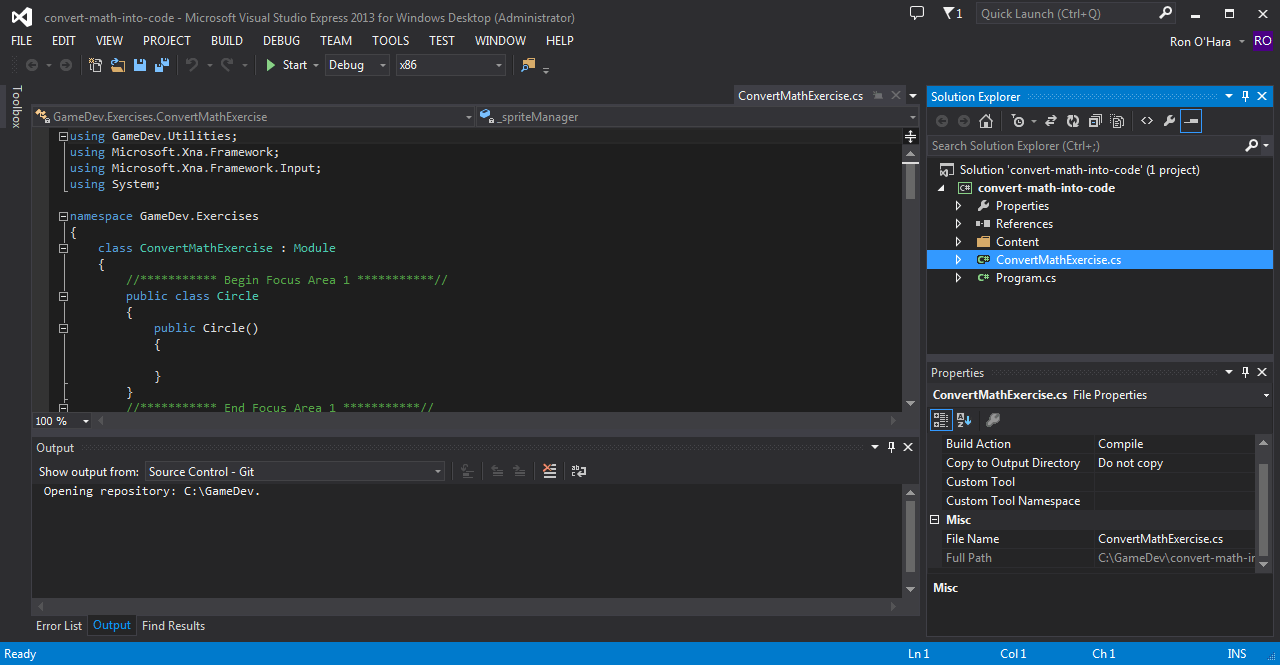 convert-math-into-code - Microsoft Visual Studio Express 2013 for Windows Desktop (Administrator)
1
Quick Launch (Ctrl+Q)
FILE EDIT VIEW PROJECT BUILD DEBUG TEAM TOOLS TEST WINDOW HELP
Ron O'Hara RO
Start Debug x86
Toolbox
ConvertMathExercise.cs
GameDev.Exercises.ConvertMathExercise _spriteManager
using GameDev.Utilities;
using Microsoft.Xna.Framework;
using Microsoft.Xna.Framework.Input;
using System;
namespace GameDev.Exercises
{
class ConvertMathExercise : Module
{
//*********** Begin Focus Area 1 ***********//
public class Circle
{
public Circle()
{
}
}
//*********** End Focus Area 1 ***********//
100 %
Output
Show output from: Source Control - Git
Opening repository: C:\GameDev.
Error List Output Find Results
Solution Explorer
Search Solution Explorer (Ctrl+;)
Solution 'convert-math-into-code' (1 project)
C# convert-math-into-code
Properties
References
Content
C# ConvertMathExercise.cs
C# Program.cs
Properties
ConvertMathExercise.cs File Properties
Build Action Compile
Copy to Output Directory Do not copy
Custom Tool
Custom Tool Namespace
Misc
File Name ConvertMathExercise.cs
Full Path C:\GameDev\convert-math-in
Misc
Ready Ln 1 Col 1 Ch 1 INS